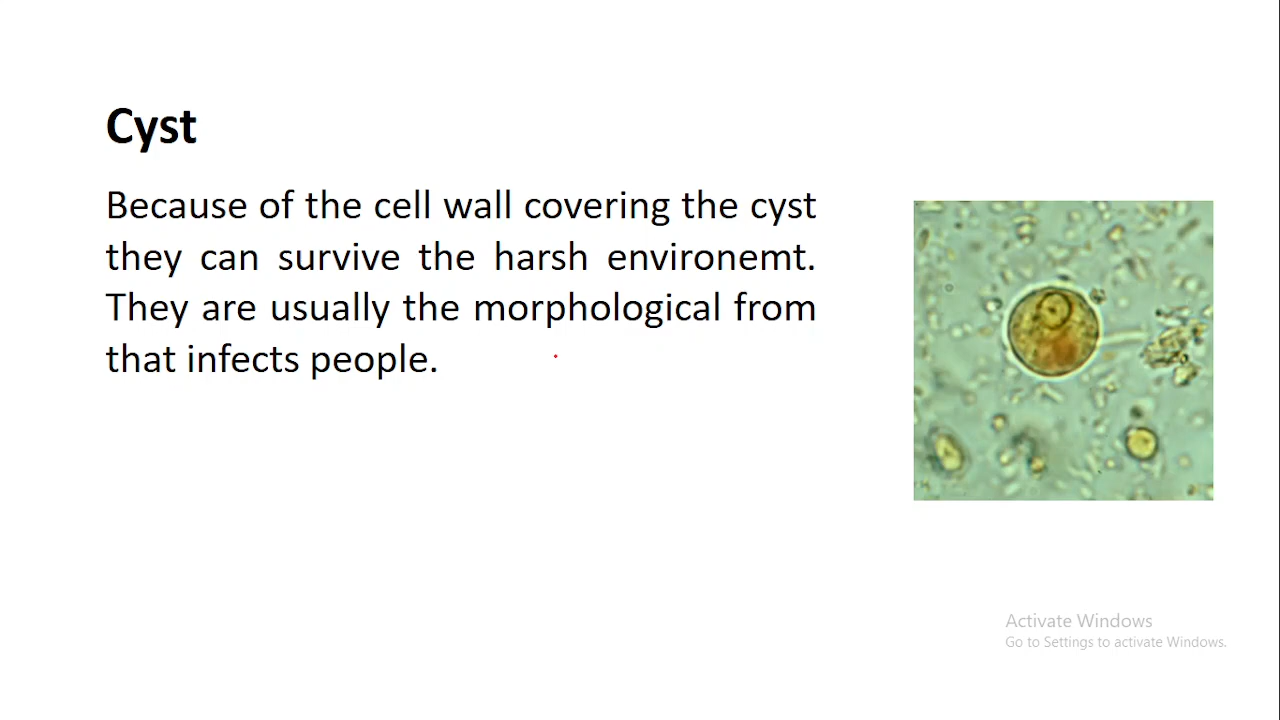 Cyst
Because of the cell wall covering the cyst
they can survive the harsh environemt.
They are usually the morphological from
that infects people.
Activate Windows
Go to Settings to activate Windows.